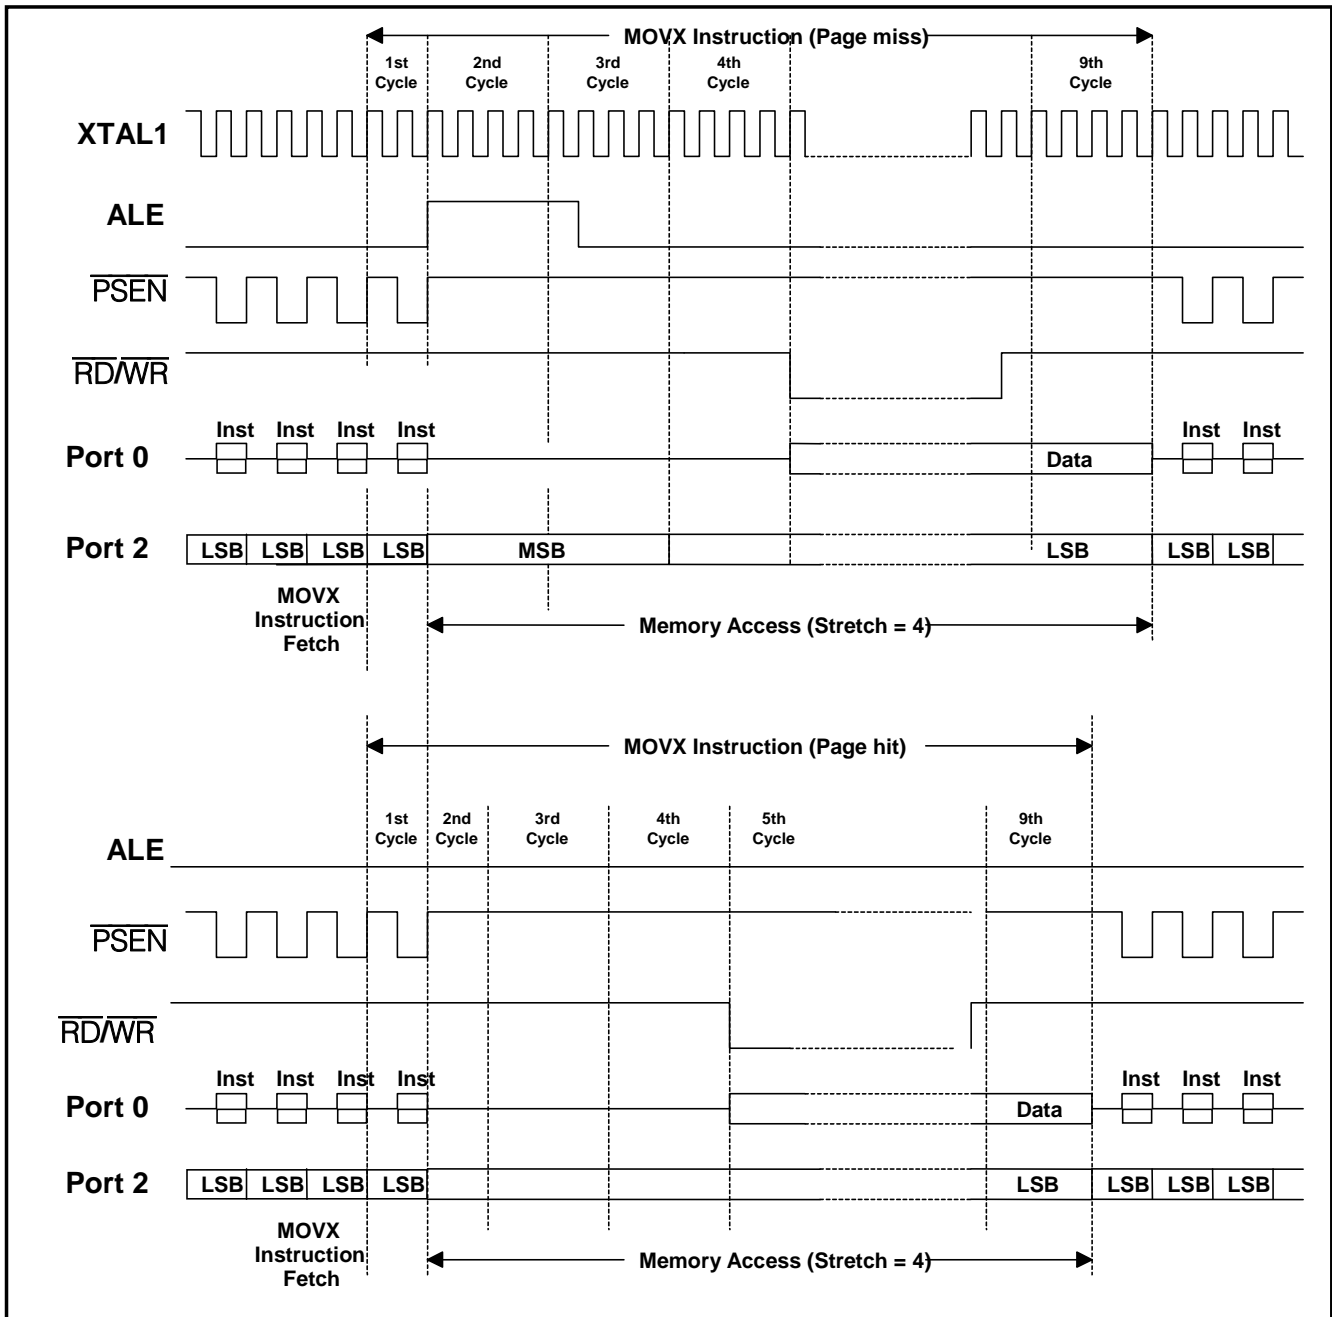 MOVX Instruction (Page miss)
1st Cycle
2nd Cycle
3rd Cycle
4th Cycle
9th Cycle
XTAL1
ALE
PSEN
RD/WR
Inst Inst Inst Inst Inst Inst
Port 0 Data
Port 2 LSB LSB LSB LSB MSB LSB LSB LSB
MOVX
Instruction
Fetch
Memory Access (Stretch = 4)
MOVX Instruction (Page hit)
1st Cycle
2nd Cycle
3rd Cycle
4th Cycle
5th Cycle
9th Cycle
ALE
PSEN
RD/WR
Inst Inst Inst Inst Inst Inst Inst
Port 0 Data
Port 2 LSB LSB LSB LSB LSB LSB LSB LSB
MOVX
Instruction
Fetch
Memory Access (Stretch = 4)